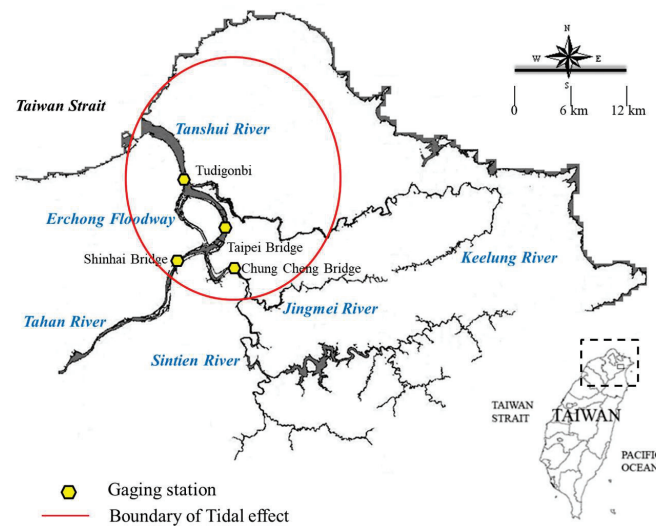 N
W E
S
0 6 km 12 km
Taiwan Strait
Tanshui River
Tudigonbi
Erchong Floodway
Taipei Bridge
Shinhai Bridge
Chung Cheng Bridge
Keelung River
Jingmei River
Tahan River
Sintien River
TAIWAN
STRAIT
TAIWAN
PACIFIC
OCEAN
Gaging station
Boundary of Tidal effect